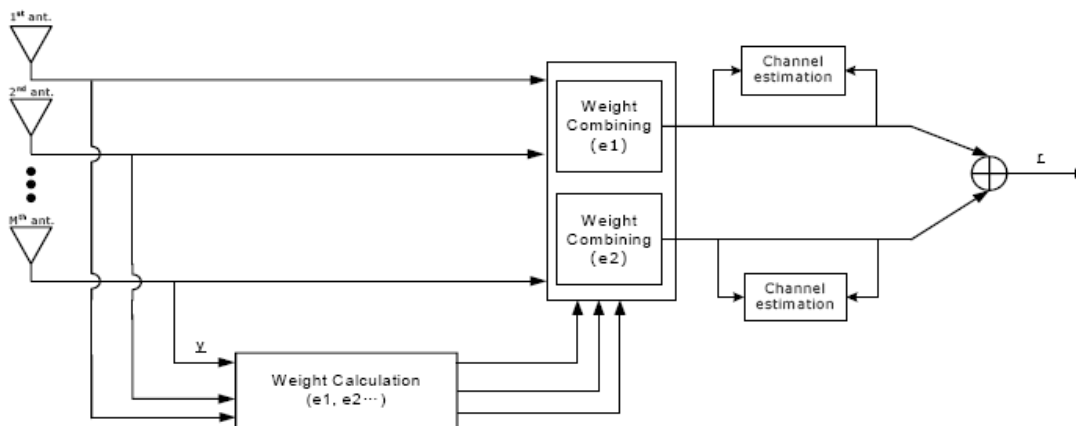 1st ant.
2nd ant.
Mth ant.
Weight
Combining
(e1)
Weight
Combining
(e2)
Channel
estimation
Channel
estimation
r
y
Weight Calculation
(e1, e2⋯)